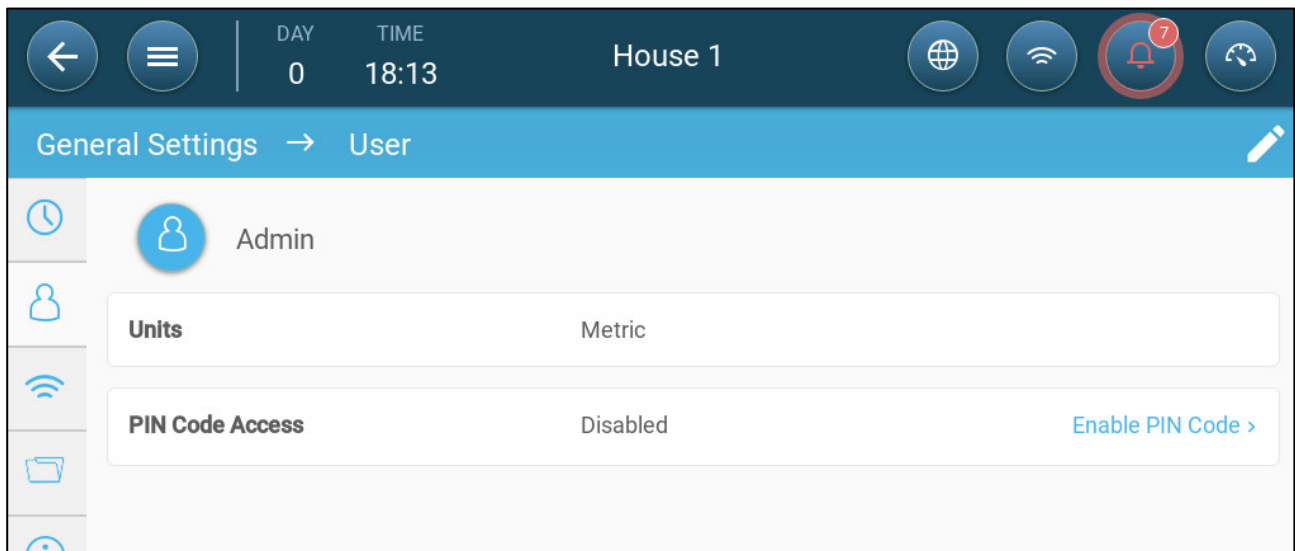 DAY TIME
0 18:13
House 1
7
General Settings → User
Admin
Units Metric
PIN Code Access Disabled Enable PIN Code >